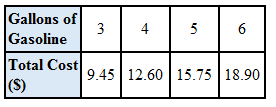 Gallons of Gasoline 3 4 5 6
Total Cost ($) 9.45 12.60 15.75 18.90